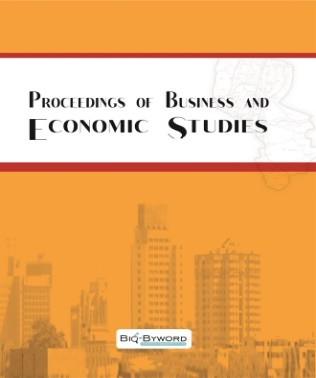 PROCEEDINGS OF BUSINESS AND
ECONOMIC STUDIES
BIO-BYWORD